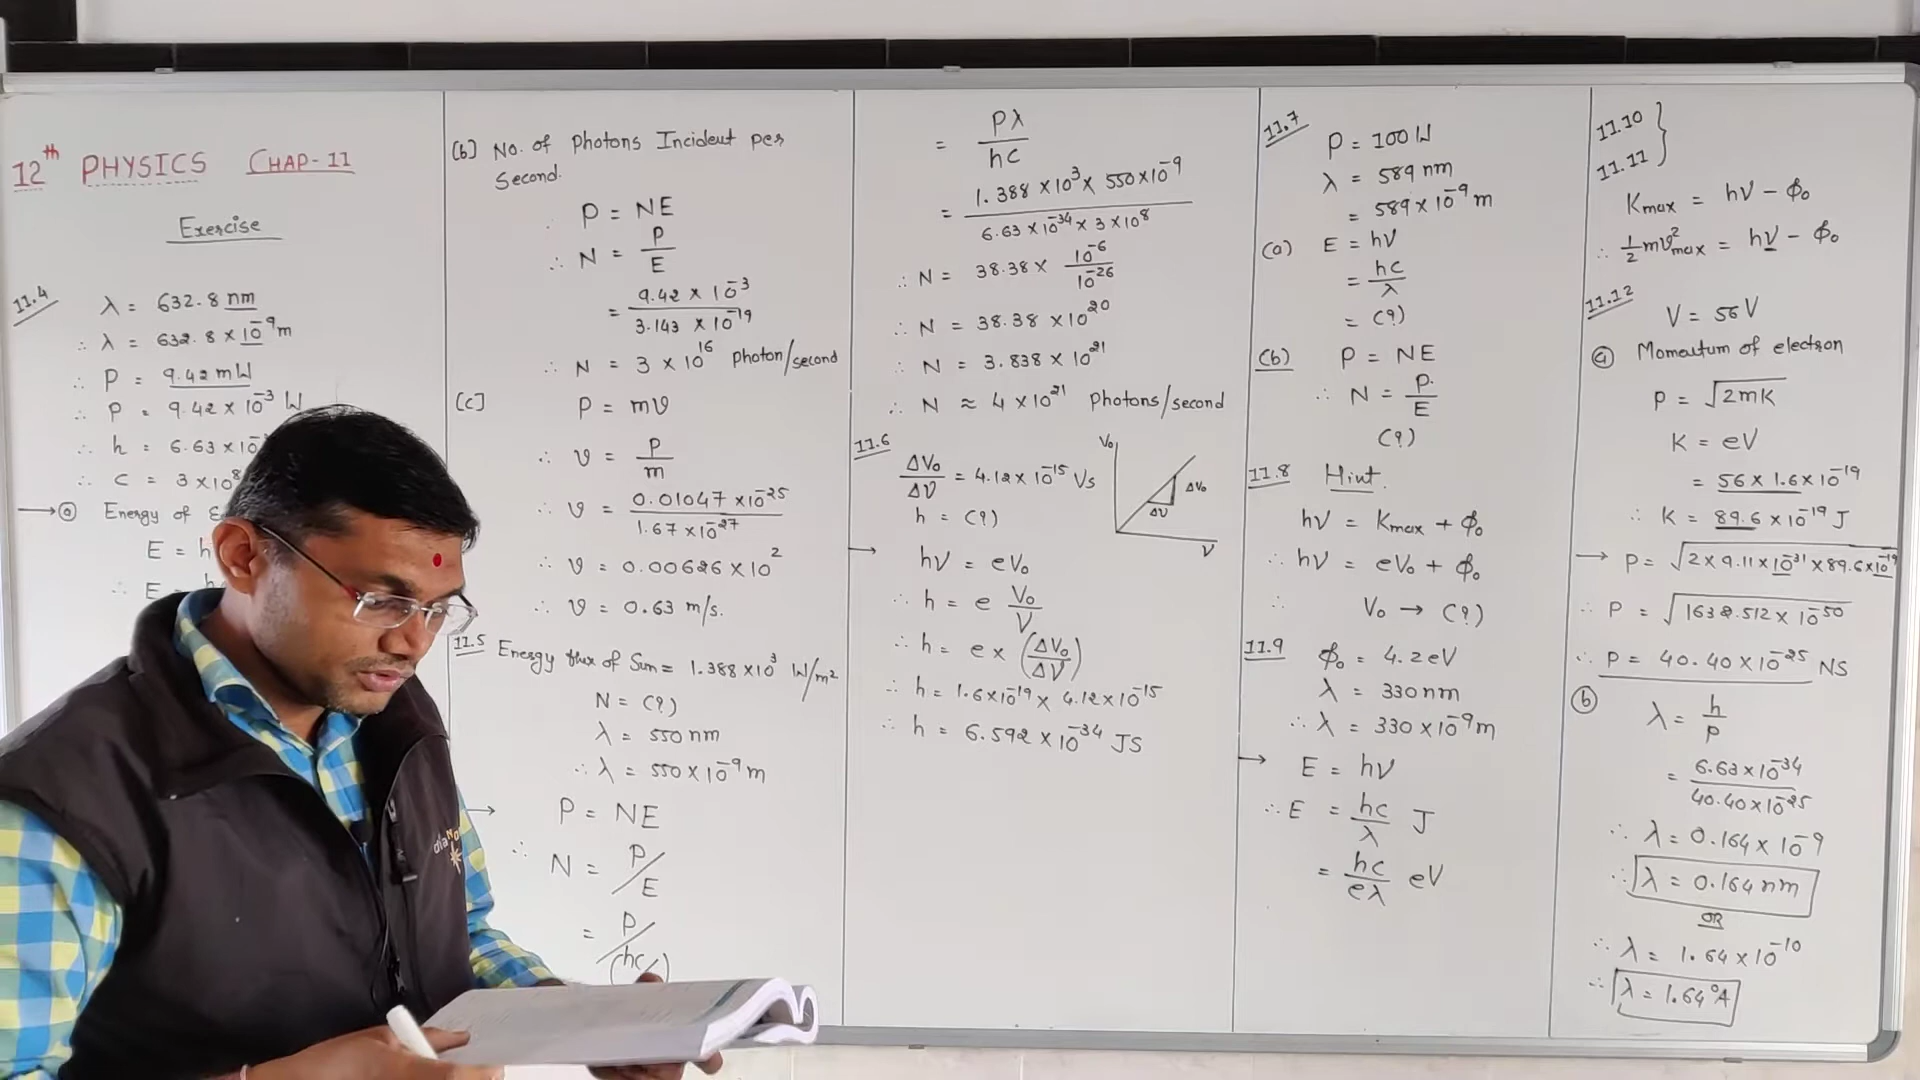 12th PHYSICS CHAP-11
Exercise
11.4
λ = 632.8 nm
∴ λ = 632.8 × 10⁻⁹ m
∴ P = 9.42 mW
∴ P = 9.42 × 10⁻³ W
∴ h = 6.63 × 10
∴ c = 3 × 10⁸
→ (a) Energy of
E = h
∴ E =
(b) No. of Photons Incident per
Second.
∴ P = NE
∴ N = P/E
= 9.42 × 10⁻³ / 3.143 × 10⁻¹⁹
∴ N = 3 × 10¹⁶ Photon/second
(c) P = mv
∴ v = P/m
∴ v = 0.01047 × 10⁻²⁵ / 1.67 × 10⁻²⁷
∴ v = 0.00626 × 10²
∴ v = 0.63 m/s.
11.5 Energy flux of Sun = 1.388 × 10³ W/m²
N = (?)
λ = 550 nm
∴ λ = 550 × 10⁻⁹ m
→ P = NE
∴ N = P/E
= P/(hc/
= Pλ/hc
= 1.388 × 10³ × 550 × 10⁻⁹ / 6.63 × 10⁻³⁴ × 3 × 10⁸
∴ N = 38.38 × 10⁻⁶/10⁻²⁶
∴ N = 38.38 × 10²⁰
∴ N = 3.838 × 10²¹
∴ N ≈ 4 × 10²¹ Photons/second
11.6
ΔV₀/Δν = 4.12 × 10⁻¹⁵ Vs
h = (?)
V₀
ΔV₀
Δν
ν
→ hν = eV₀
∴ h = e V₀/ν
∴ h = e × (ΔV₀/Δν)
∴ h = 1.6 × 10⁻¹⁹ × 4.12 × 10⁻¹⁵
∴ h = 6.592 × 10⁻³⁴ JS
11.7
P = 100 W
λ = 589 nm
= 589 × 10⁻⁹ m
(a) E = hν
= hc/λ
= (?)
(b) P = NE
∴ N = P/E
(?)
11.8 Hint.
hν = Kmax + ϕ₀
∴ hν = eV₀ + ϕ₀
∴ V₀ → (?)
11.9 ϕ₀ = 4.2 eV
λ = 330 nm
∴ λ = 330 × 10⁻⁹ m
→ E = hν
∴ E = hc/λ J
= hc/eλ eV
11.10 }
11.11 }
Kmax = hν − ϕ₀
∴ ½mv²max = hν − ϕ₀
11.12
V = 56 V
(a) Momentum of electron
P = √2mK
K = eV
= 56 × 1.6 × 10⁻¹⁹
∴ K = 89.6 × 10⁻¹⁹ J
→ P = √2 × 9.11 × 10⁻³¹ × 89.6 × 10⁻¹⁹
∴ P = √1632.512 × 10⁻⁵⁰
∴ P = 40.40 × 10⁻²⁵ NS
(b) λ = h/P
= 6.63 × 10⁻³⁴ / 40.40 × 10⁻²⁵
∴ λ = 0.164 × 10⁻⁹
∴ λ = 0.164 nm
OR
∴ λ = 1.64 × 10⁻¹⁰
∴ λ = 1.64 °A